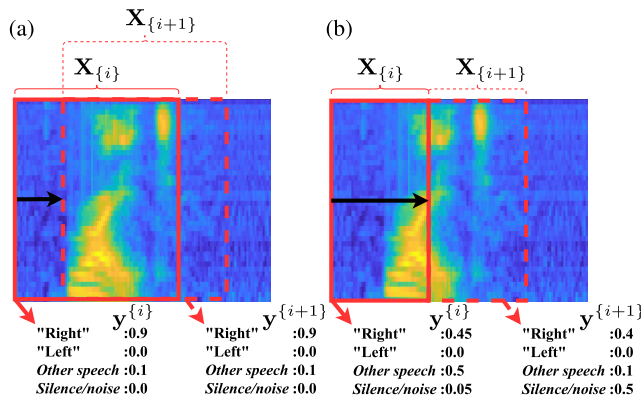 (a) X{i+1} (b)
X{i} X{i} X{i+1}
y{i} y{i+1} y{i} y{i+1}
"Right" :0.9 "Right" :0.9 "Right" :0.45 "Right" :0.4
"Left" :0.0 "Left" :0.0 "Left" :0.0 "Left" :0.0
Other speech :0.1 Other speech :0.1 Other speech :0.5 Other speech :0.1
Silence/noise :0.0 Silence/noise :0.0 Silence/noise :0.05 Silence/noise :0.5